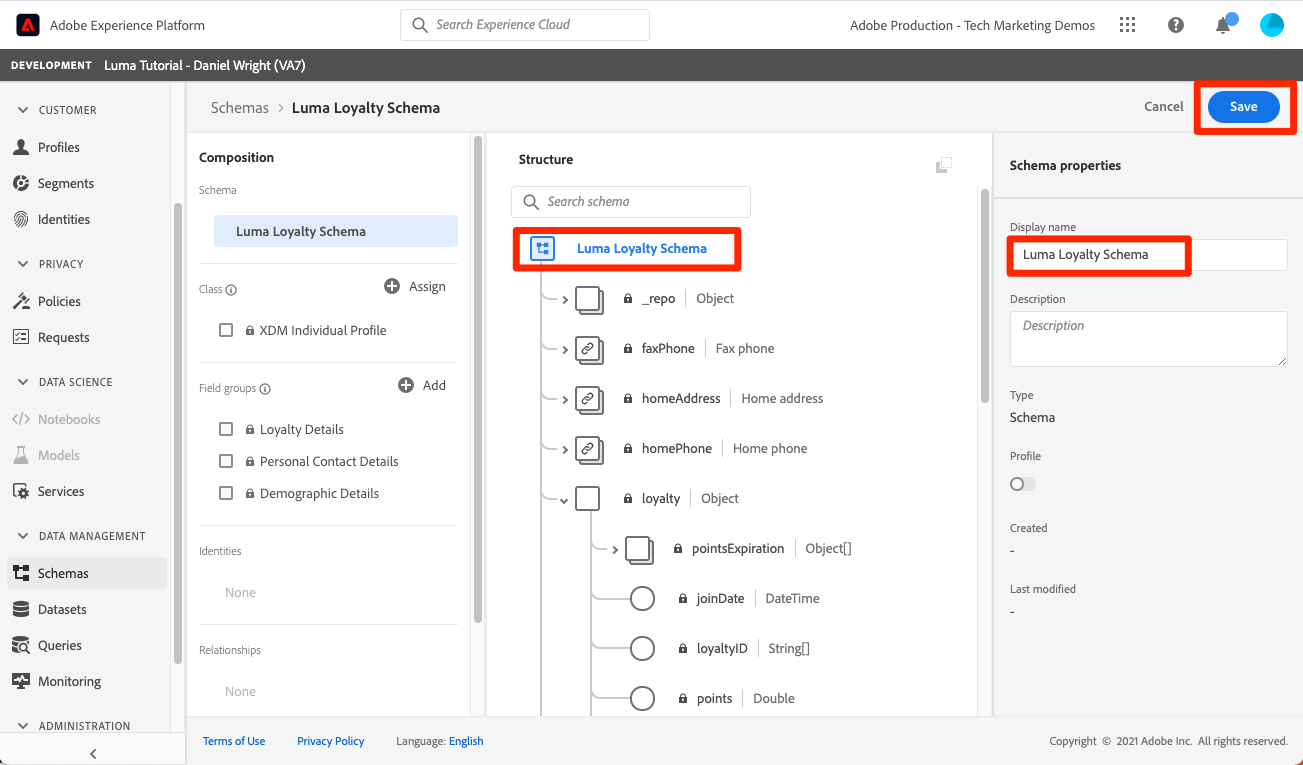 Adobe Experience Platform
Search Experience Cloud
Adobe Production - Tech Marketing Demos
DEVELOPMENT Luma Tutorial - Daniel Wright (VA7)
CUSTOMER
Profiles
Segments
Identities
PRIVACY
Policies
Requests
DATA SCIENCE
Notebooks
Models
Services
DATA MANAGEMENT
Schemas
Datasets
Queries
Monitoring
ADMINISTRATION
Schemas > Luma Loyalty Schema
Cancel
Save
Composition
Schema
Luma Loyalty Schema
Class
Assign
XDM Individual Profile
Field groups
Add
Loyalty Details
Personal Contact Details
Demographic Details
Identities
None
Relationships
None
Structure
Search schema
Luma Loyalty Schema
_repo Object
faxPhone Fax phone
homeAddress Home address
homePhone Home phone
loyalty Object
pointsExpiration Object[]
joinDate DateTime
loyaltyID String[]
points Double
Schema properties
Display name
Luma Loyalty Schema
Description
Description
Type
Schema
Profile
Created
-
Last modified
-
Terms of Use Privacy Policy Language: English
Copyright © 2021 Adobe Inc. All rights reserved.